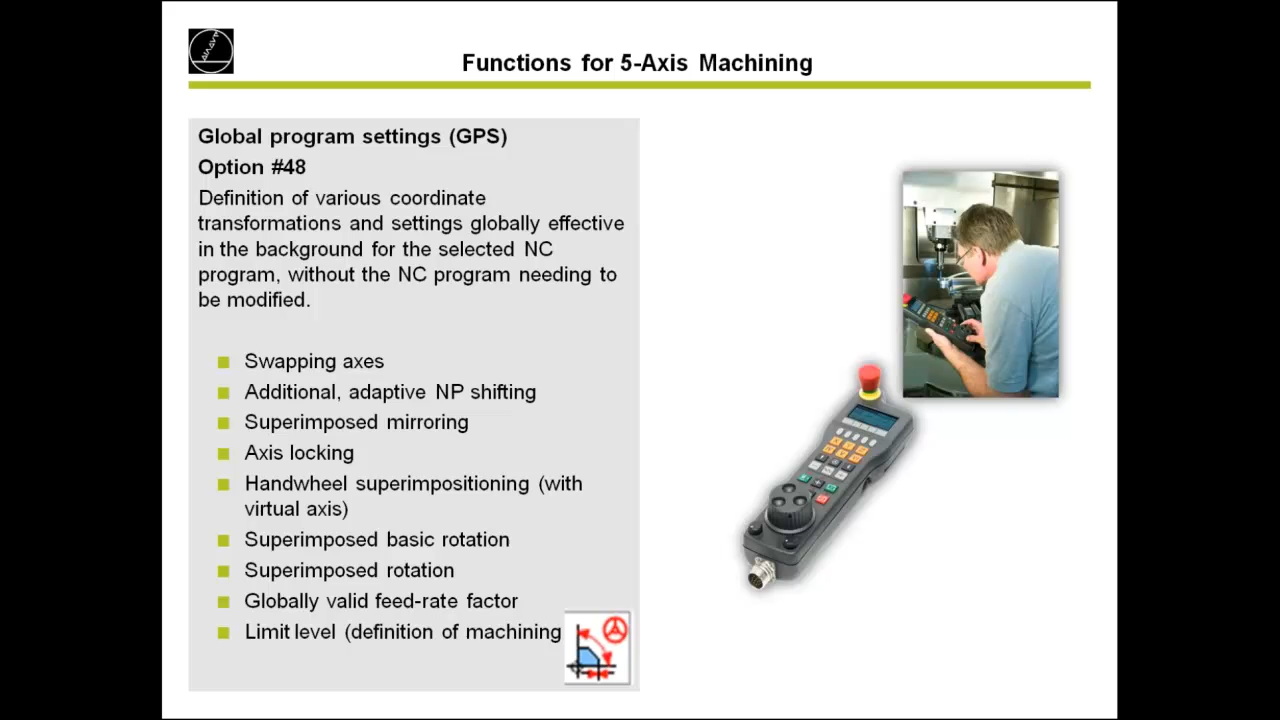 Functions for 5-Axis Machining
Global program settings (GPS)
Option #48
Definition of various coordinate
transformations and settings globally effective
in the background for the selected NC
program, without the NC program needing to
be modified.
Swapping axes
Additional, adaptive NP shifting
Superimposed mirroring
Axis locking
Handwheel superimpositioning (with
virtual axis)
Superimposed basic rotation
Superimposed rotation
Globally valid feed-rate factor
Limit level (definition of machining